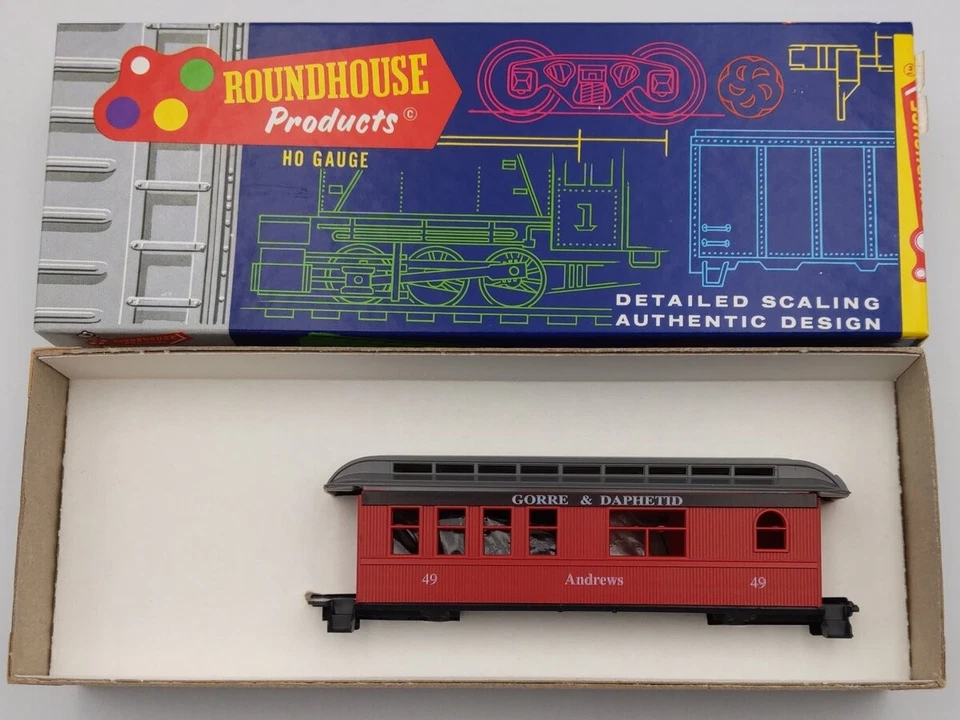 ROUNDHOUSE
Products ©
HO GAUGE
1
DETAILED SCALING
AUTHENTIC DESIGN
GORRE & DAPHETID
49 Andrews 49